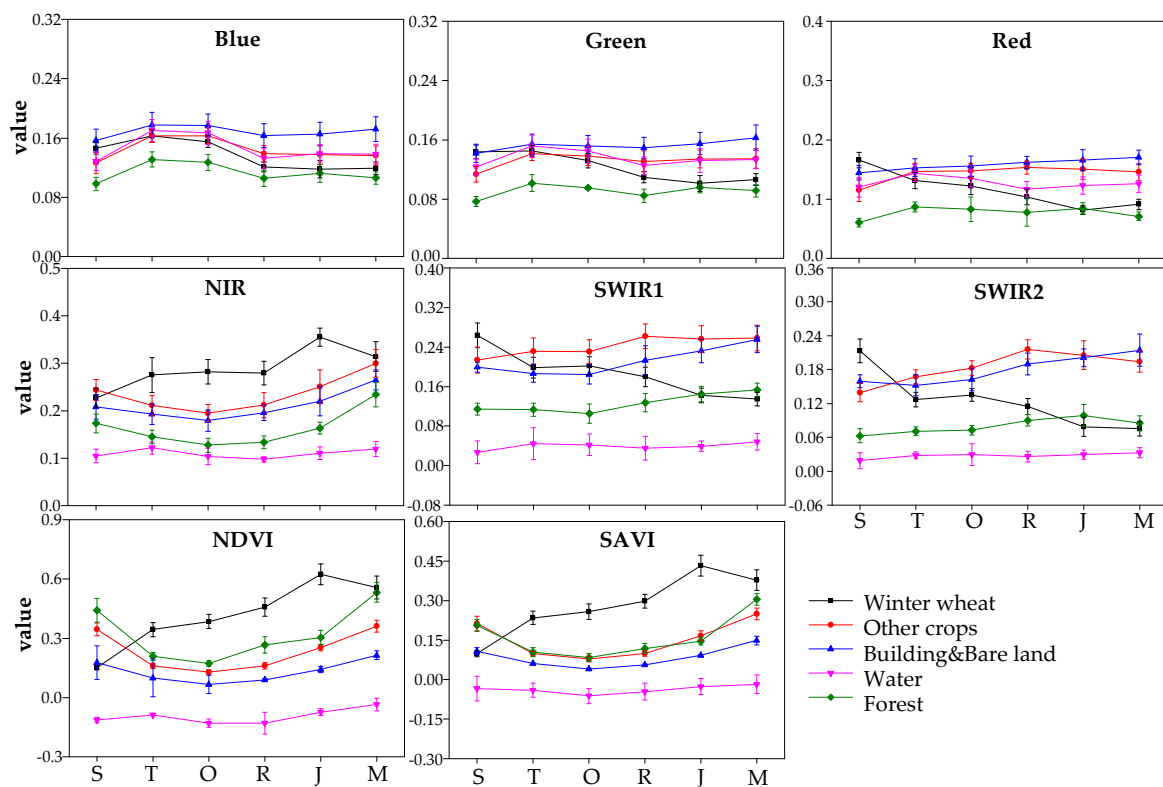 Blue
Green
Red
value
0.32
0.24
0.16
0.08
0.00
0.32
0.24
0.16
0.08
0.00
0.4
0.3
0.2
0.1
0.0
NIR
SWIR1
SWIR2
value
0.5
0.4
0.3
0.2
0.1
0.0
0.40
0.32
0.24
0.16
0.08
0.00
-0.08
0.36
0.30
0.24
0.18
0.12
0.06
0.00
-0.06
S T O R J M
NDVI
SAVI
value
0.9
0.6
0.3
0.0
-0.3
0.60
0.45
0.30
0.15
0.00
-0.15
-0.30
S T O R J M
S T O R J M
Winter wheat
Other crops
Building&Bare land
Water
Forest